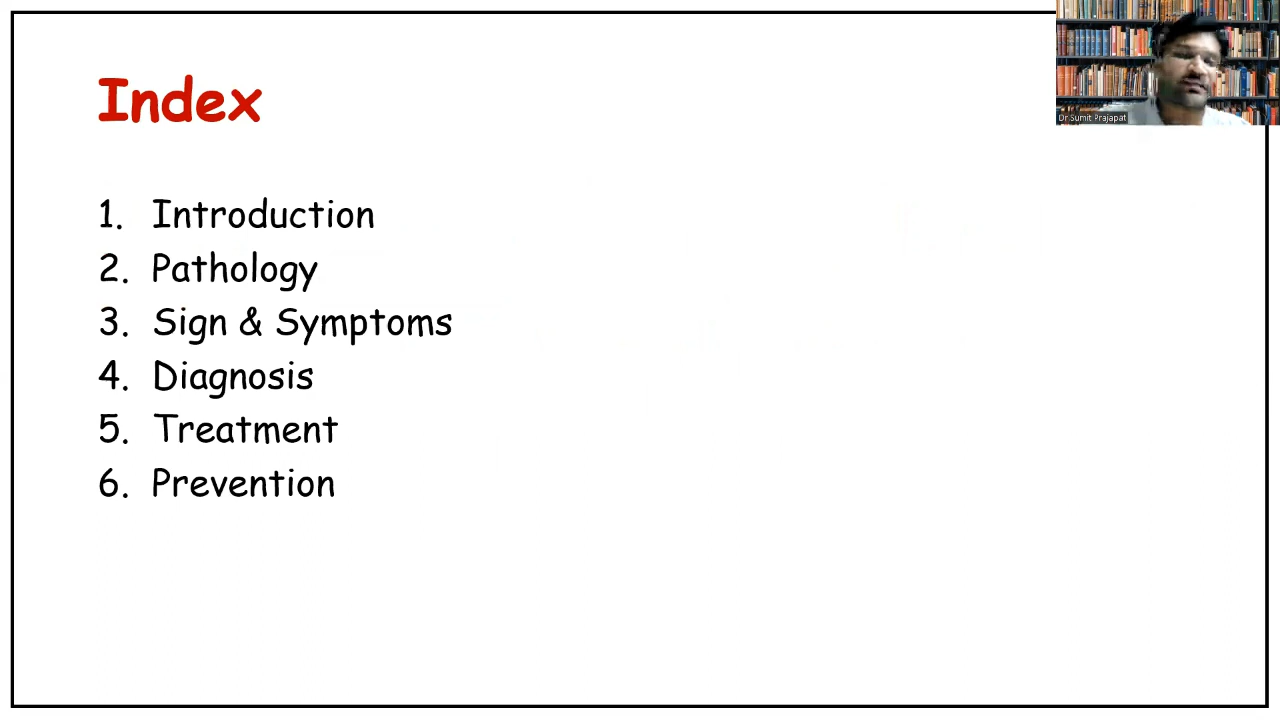 Index
Dr Sumit Prajapat
1. Introduction
2. Pathology
3. Sign & Symptoms
4. Diagnosis
5. Treatment
6. Prevention